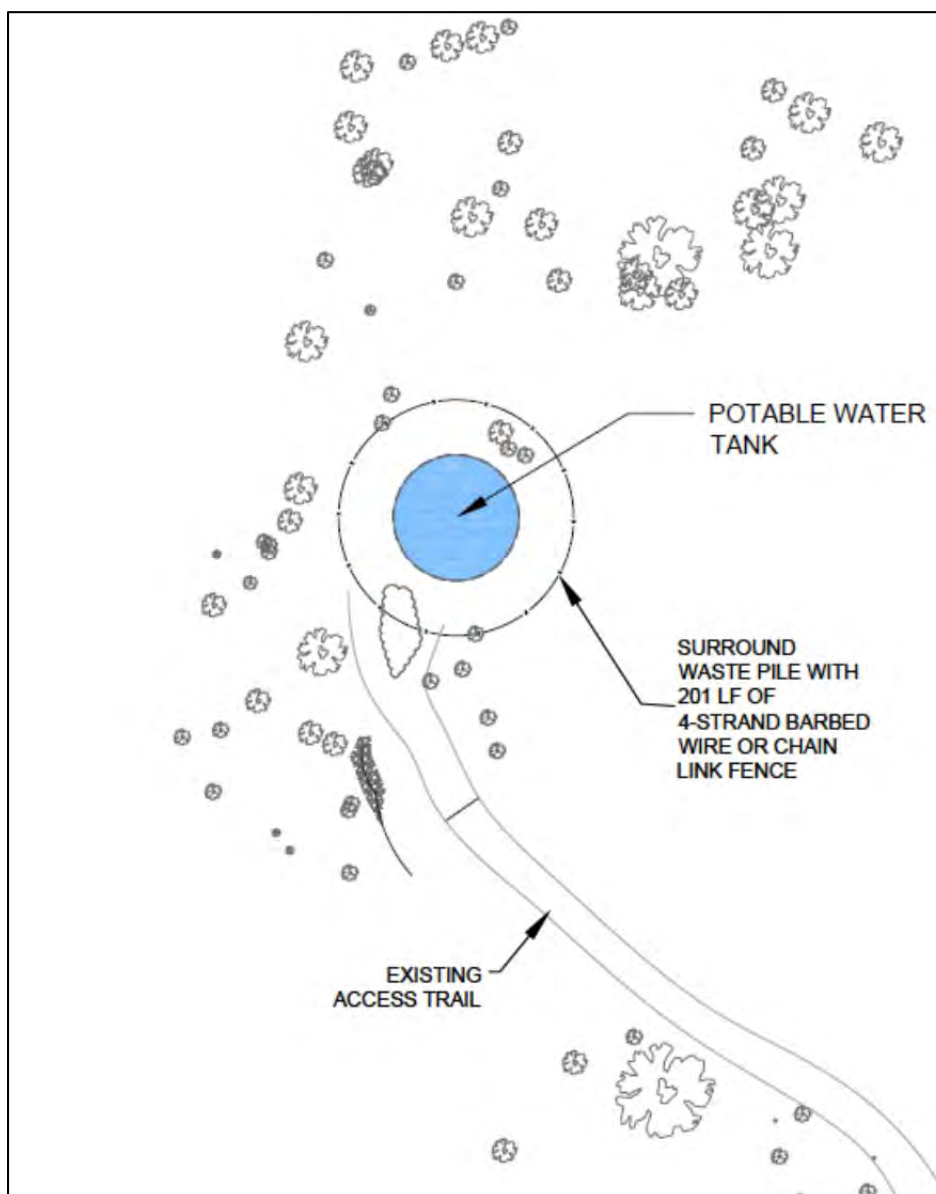 POTABLE WATER
TANK
SURROUND
WASTE PILE WITH
201 LF OF
4-STRAND BARBED
WIRE OR CHAIN
LINK FENCE
EXISTING
ACCESS TRAIL